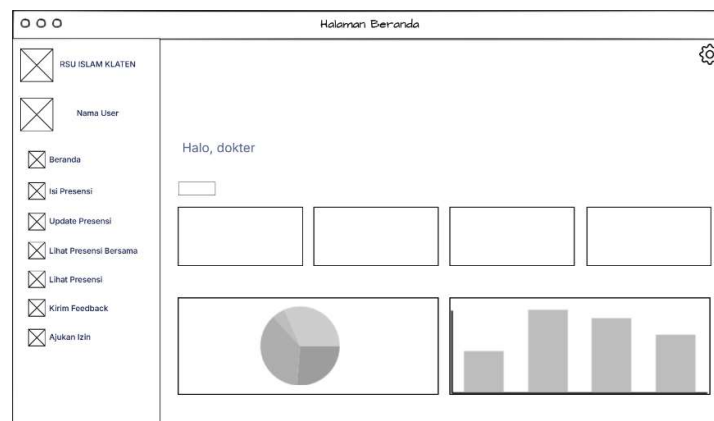 Halaman Beranda
RSU ISLAM KLATEN
Nama User
Beranda
Isi Presensi
Update Presensi
Lihat Presensi Bersama
Lihat Presensi
Kirim Feedback
Ajukan Izin
Halo, dokter